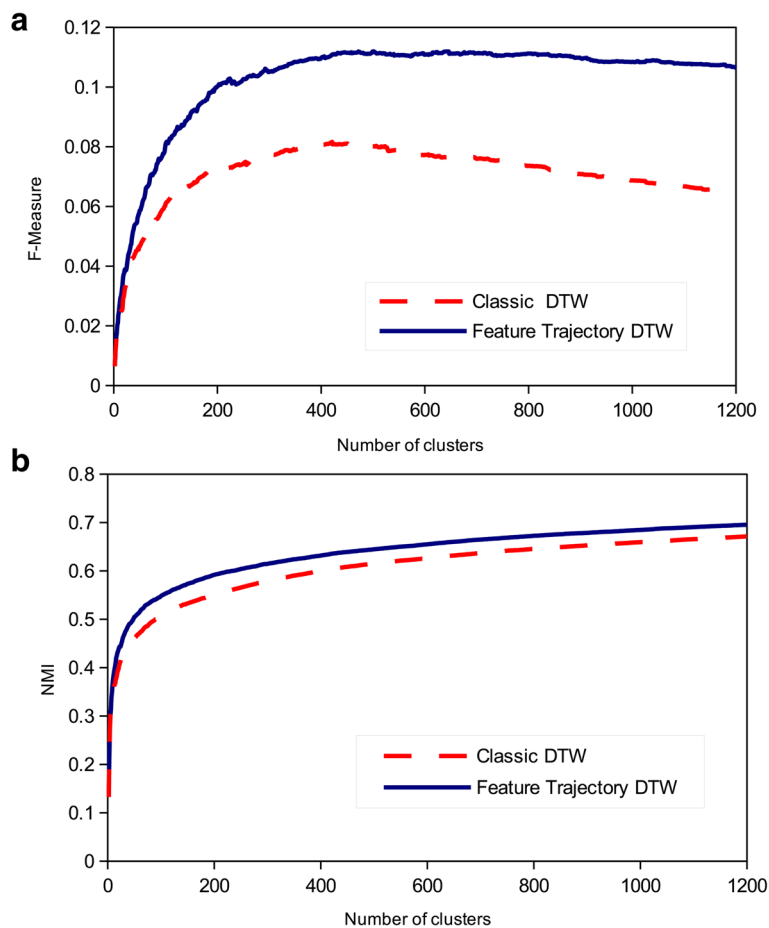 a
0.12
0.1
0.08
0.06
0.04
0.02
0
F-Measure
Classic DTW
Feature Trajectory DTW
0 200 400 600 800 1000 1200
Number of clusters
b
0.8
0.7
0.6
0.5
0.4
0.3
0.2
0.1
0
NMI
Classic DTW
Feature Trajectory DTW
0 200 400 600 800 1000 1200
Number of clusters